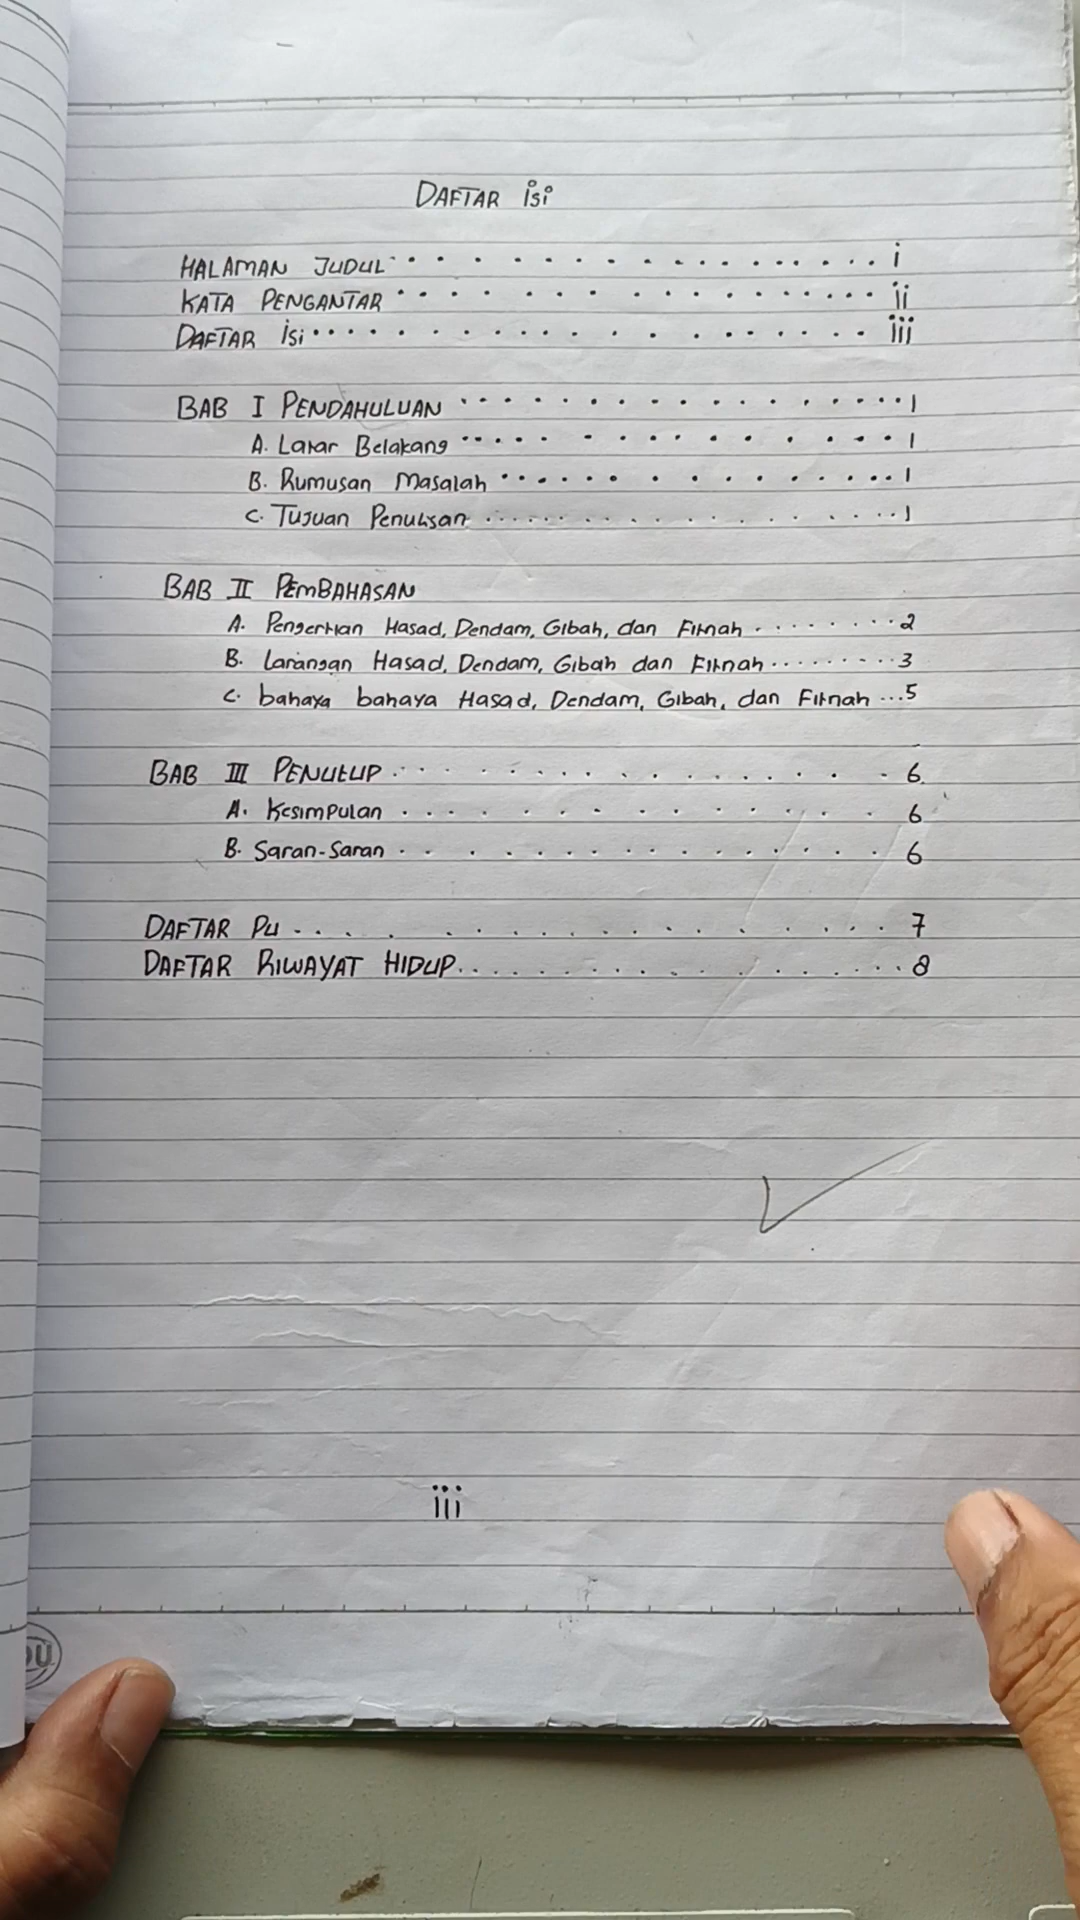 DAFTAR isi
HALAMAN JUDUL . . . . . . . . . . . . . . . . i
KATA PENGANTAR . . . . . . . . . . . . . . . . ii
DAFTAR isi . . . . . . . . . . . . . . . . iii
BAB I PENDAHULUAN . . . . . . . . . . . . . . . . 1
A. Latar Belakang . . . . . . . . . . . . . . . . 1
B. Rumusan Masalah . . . . . . . . . . . . . . . . 1
C. Tujuan Penulisan . . . . . . . . . . . . . . . . 1
BAB II PEMBAHASAN
A. Pengertian Hasad, Dendam, Gibah, dan Fitnah . . . . . . . . 2
B. Larangan Hasad, Dendam, Gibah dan Fitnah . . . . . . . . . 3
C. bahaya bahaya Hasad, Dendam, Gibah, dan Fitnah ... 5
BAB III PENUTUP . . . . . . . . . . . . . . 6
A. Kesimpulan . . . . . . . . . . . . . . 6
B. Saran-Saran . . . . . . . . . . . . . . 6
DAFTAR PU . . . . . . . . . . . . . . . . 7
DAFTAR RIWAYAT HIDUP . . . . . . . . . . . . . . 8
iii